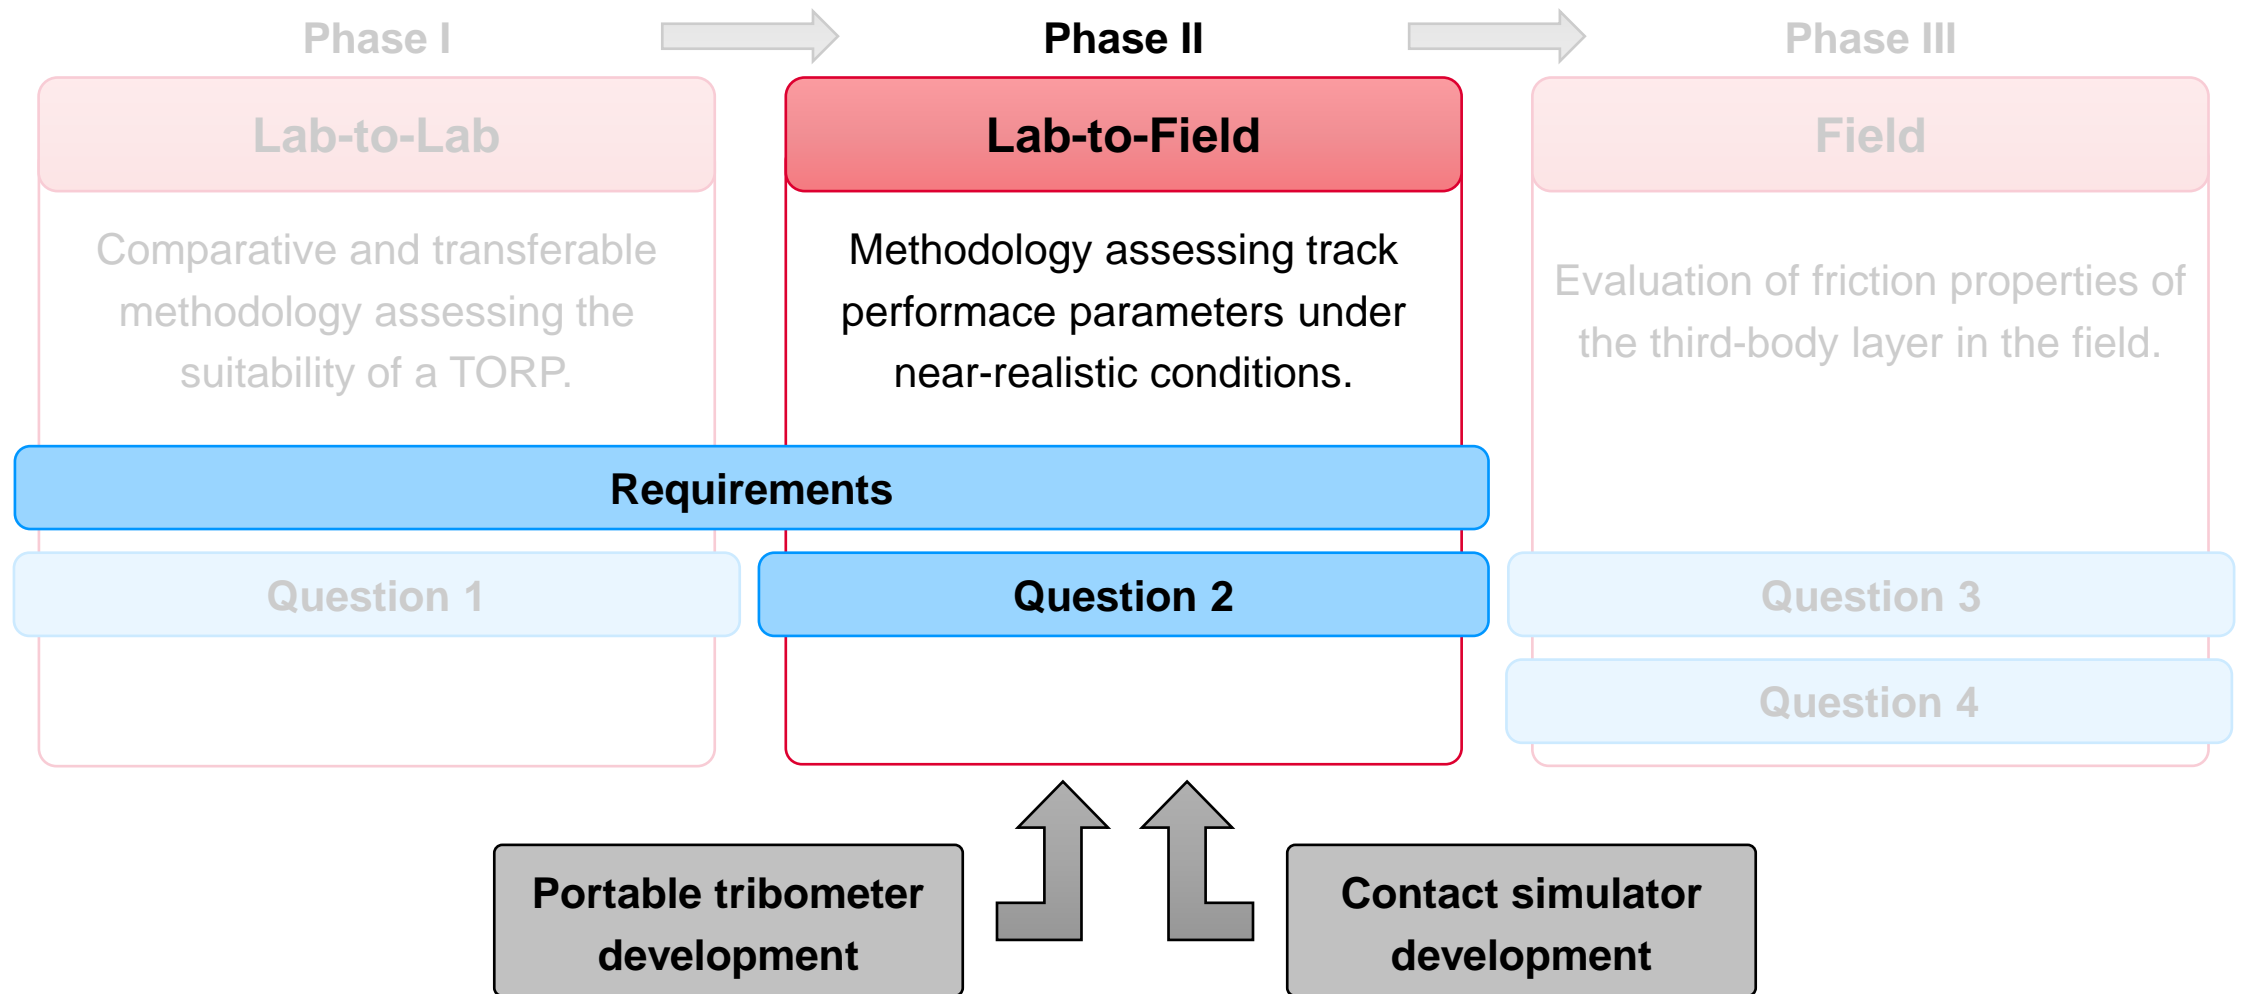 Phase I
Phase II
Phase III
Lab-to-Lab
Comparative and transferable
methodology assessing the
suitability of a TORP.
Lab-to-Field
Methodology assessing track
performace parameters under
near-realistic conditions.
Field
Evaluation of friction properties of
the third-body layer in the field.
Requirements
Question 1
Question 2
Question 3
Question 4
Portable tribometer
development
Contact simulator
development